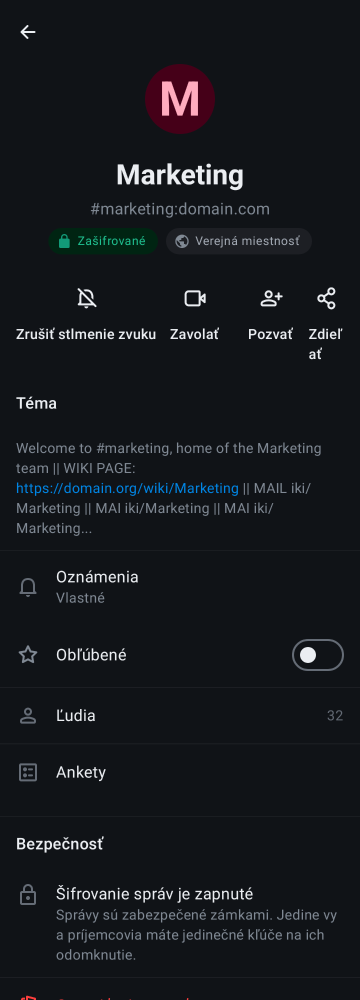 M
Marketing
#marketing:domain.com
Zašifrované
Verejná miestnosť
Zrušiť stlmenie zvuku
Zavolať
Pozvať
Zdieľ
ať
Téma
Welcome to #marketing, home of the Marketing
team || WIKI PAGE:
https://domain.org/wiki/Marketing || MAIL iki/
Marketing || MAI iki/Marketing || MAI iki/
Marketing...
Oznámenia
Vlastné
Obľúbené
Ľudia
32
Ankety
Bezpečnosť
Šifrovanie správ je zapnuté
Správy sú zabezpečené zámkami. Jedine vy
a príjemcovia máte jedinečné kľúče na ich
odomknutie.